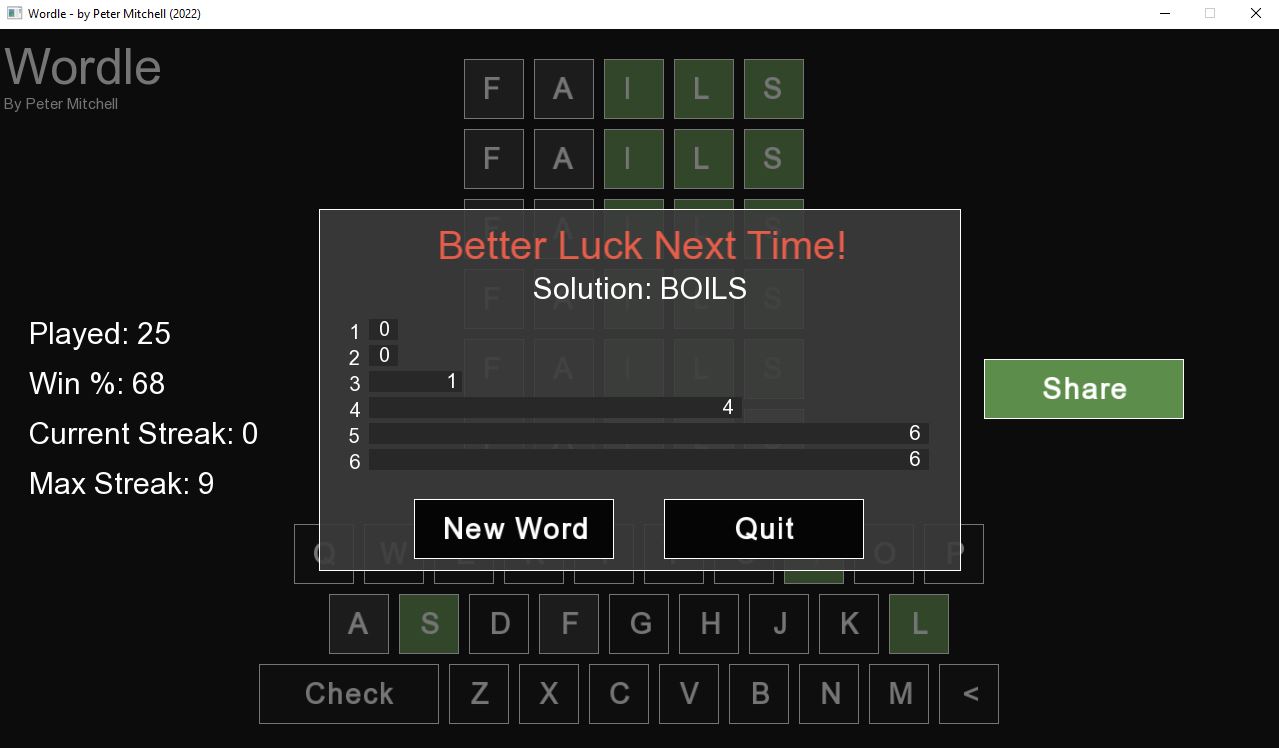 Wordle - by Peter Mitchell (2022)
Wordle
By Peter Mitchell
F A I L S
F A I L S
F A I L S
F A I L S
F A I L S
Better Luck Next Time!
Solution: BOILS
1 0
2 0
3 1
4 4
5 6
6 6
New Word Quit
Played: 25
Win %: 68
Current Streak: 0
Max Streak: 9
Share
Q W E R T Y U I O P
A S D F G H J K L
Check Z X C V B N M <